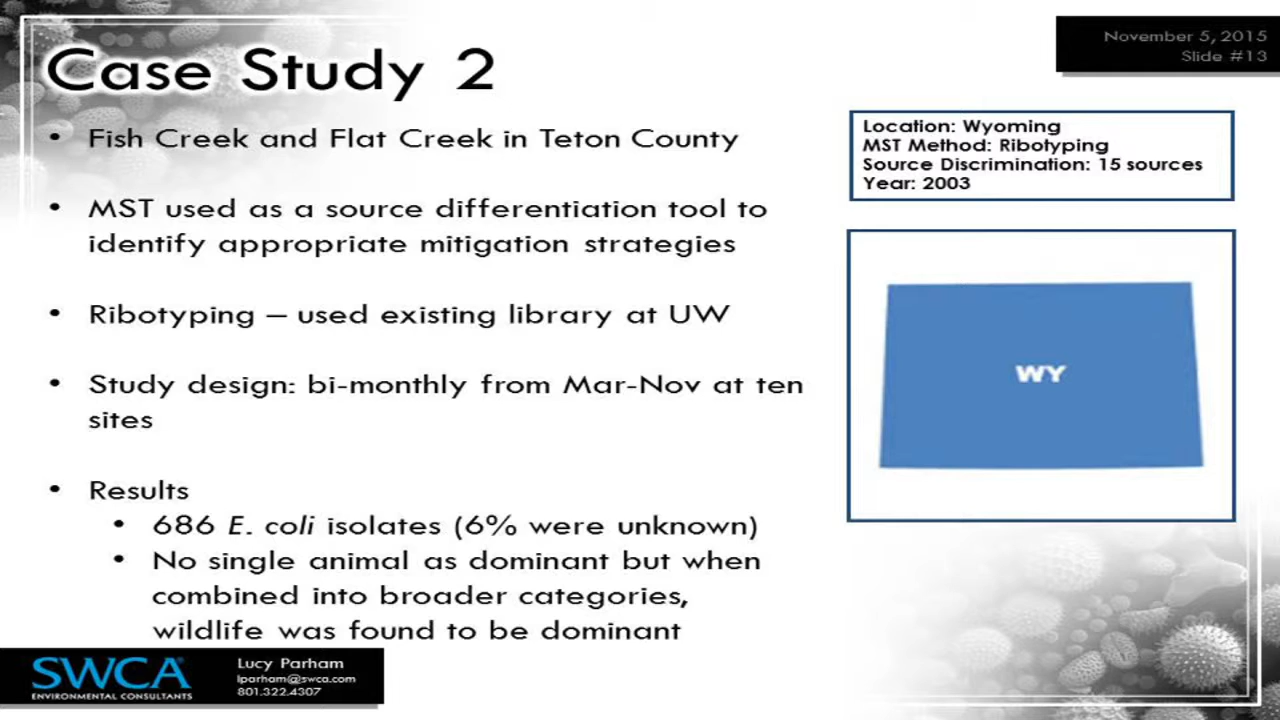 November 5, 2015
Slide #13
Case Study 2
• Fish Creek and Flat Creek in Teton County
• MST used as a source differentiation tool to
identify appropriate mitigation strategies
• Ribotyping – used existing library at UW
• Study design: bi-monthly from Mar-Nov at ten
sites
• Results
• 686 E. coli isolates (6% were unknown)
• No single animal as dominant but when
combined into broader categories,
wildlife was found to be dominant
Location: Wyoming
MST Method: Ribotyping
Source Discrimination: 15 sources
Year: 2003
WY
SWCA
ENVIRONMENTAL CONSULTANTS
Lucy Parham
lparham@swca.com
801.322.4307